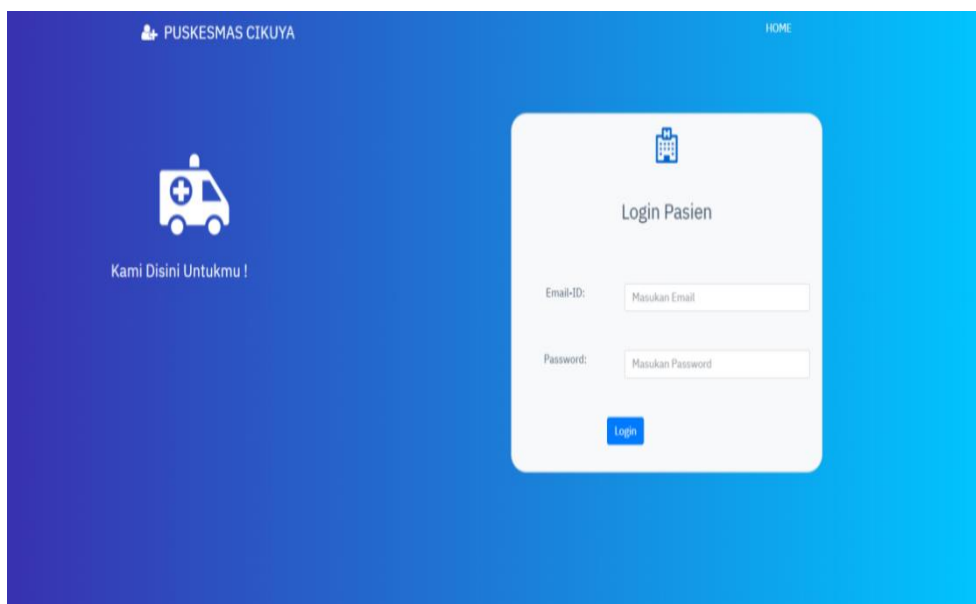 PUSKESMAS CIKUYA
HOME
Kami Disini Untukmu !
Login Pasien
Email-ID:
Masukan Email
Password:
Masukan Password
Login